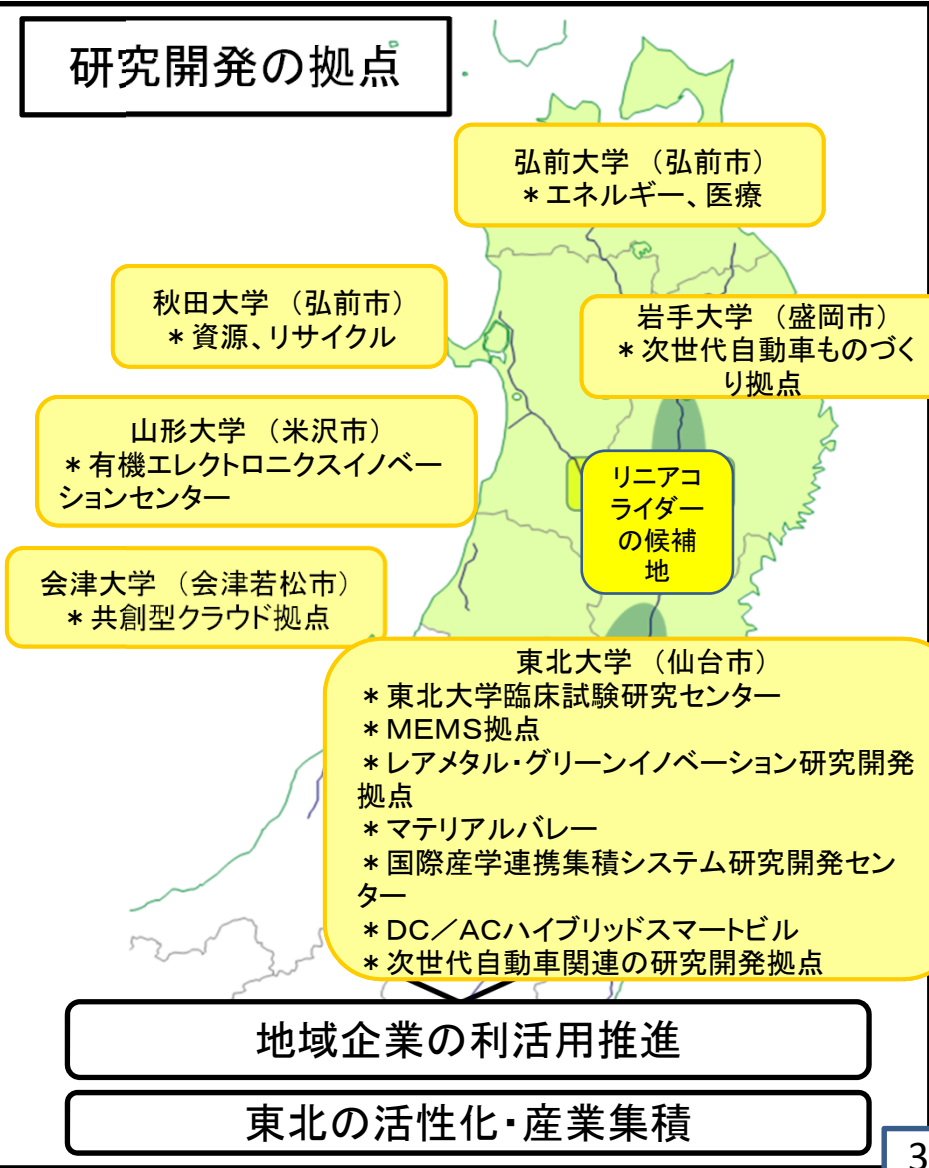 研究開発の拠点
弘前大学 （弘前市）
＊エネルギー、医療
秋田大学 （弘前市）
＊資源、リサイクル
岩手大学 （盛岡市）
＊次世代自動車ものづく
り拠点
山形大学 （米沢市）
＊有機エレクトロニクスイノベー
ションセンター
リニアコ
ライダー
の候補
地
会津大学 （会津若松市）
＊共創型クラウド拠点
東北大学 （仙台市）
＊東北大学臨床試験研究センター
＊ＭＥＭＳ拠点
＊レアメタル・グリーンイノベーション研究開発
拠点
＊マテリアルバレー
＊国際産学連携集積システム研究開発セン
ター
＊ＤＣ／ＡＣハイブリッドスマートビル
＊次世代自動車関連の研究開発拠点
地域企業の利活用推進
東北の活性化・産業集積
3